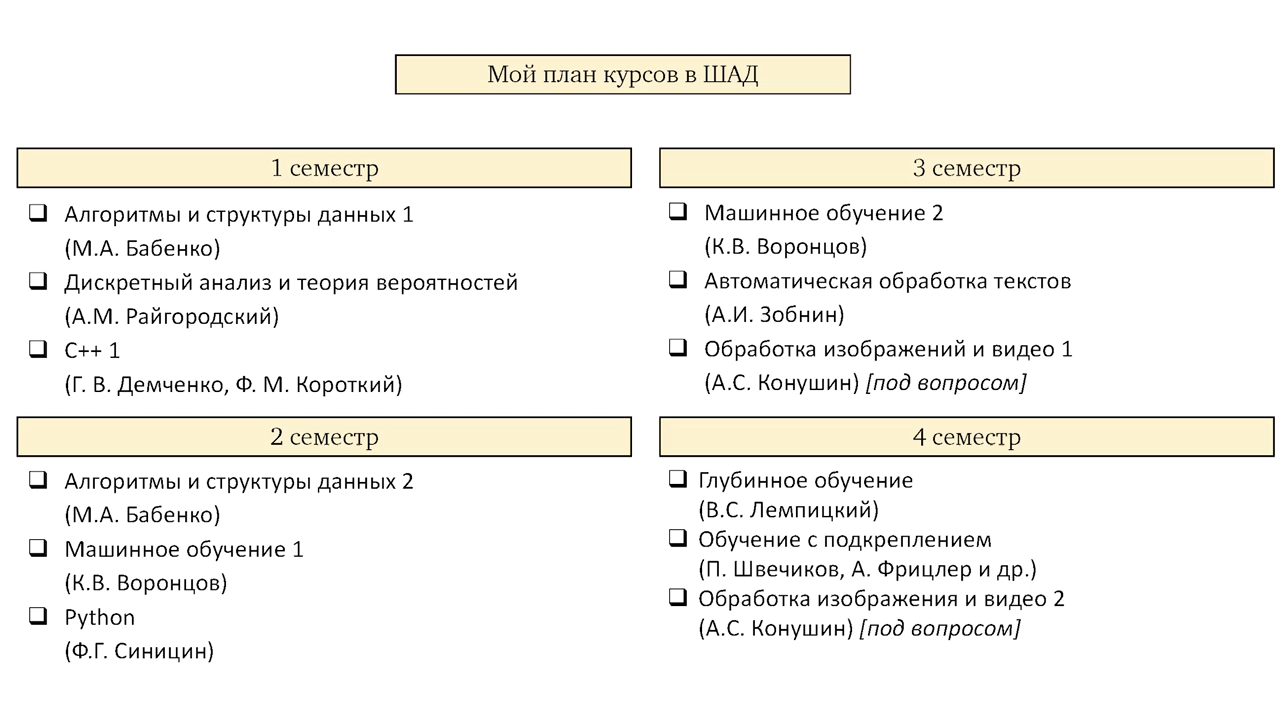 Мой план курсов в ШАД
1 семестр
Алгоритмы и структуры данных 1
(М.А. Бабенко)
Дискретный анализ и теория вероятностей
(А.М. Райгородский)
C++ 1
(Г. В. Демченко, Ф. М. Короткий)
2 семестр
Алгоритмы и структуры данных 2
(М.А. Бабенко)
Машинное обучение 1
(К.В. Воронцов)
Python
(Ф.Г. Синицин)
3 семестр
Машинное обучение 2
(К.В. Воронцов)
Автоматическая обработка текстов
(А.И. Зобнин)
Обработка изображений и видео 1
(А.С. Конушин) [под вопросом]
4 семестр
Глубинное обучение
(В.С. Лемпицкий)
Обучение с подкреплением
(П. Швечиков, А. Фрицлер и др.)
Обработка изображения и видео 2
(А.С. Конушин) [под вопросом]